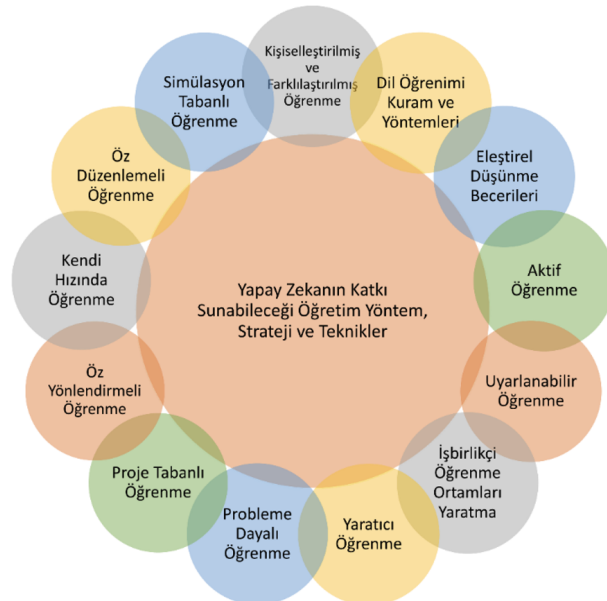 Kişiselleştirilmiş
ve
Farklılaştırılmış
Öğrenme
Dil Öğrenimi
Kuram ve
Yöntemleri
Eleştirel
Düşünme
Becerileri
Aktif
Öğrenme
Uyarlanabilir
Öğrenme
İşbirlikçi
Öğrenme
Ortamları
Yaratma
Yaratıcı
Öğrenme
Probleme
Dayalı
Öğrenme
Proje Tabanlı
Öğrenme
Öz
Yönlendirmeli
Öğrenme
Kendi
Hızında
Öğrenme
Öz
Düzenlemeli
Öğrenme
Simülasyon
Tabanlı
Öğrenme
Yapay Zekanın Katkı
Sunabileceği Öğretim Yöntem,
Strateji ve Teknikler